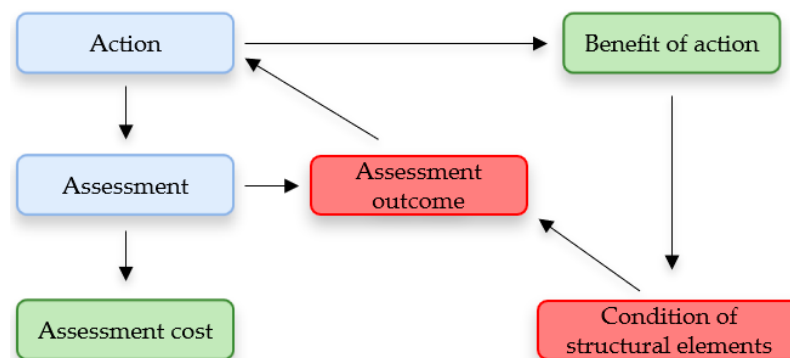 Action
Benefit of action
Assessment
Assessment
outcome
Assessment cost
Condition of
structural elements